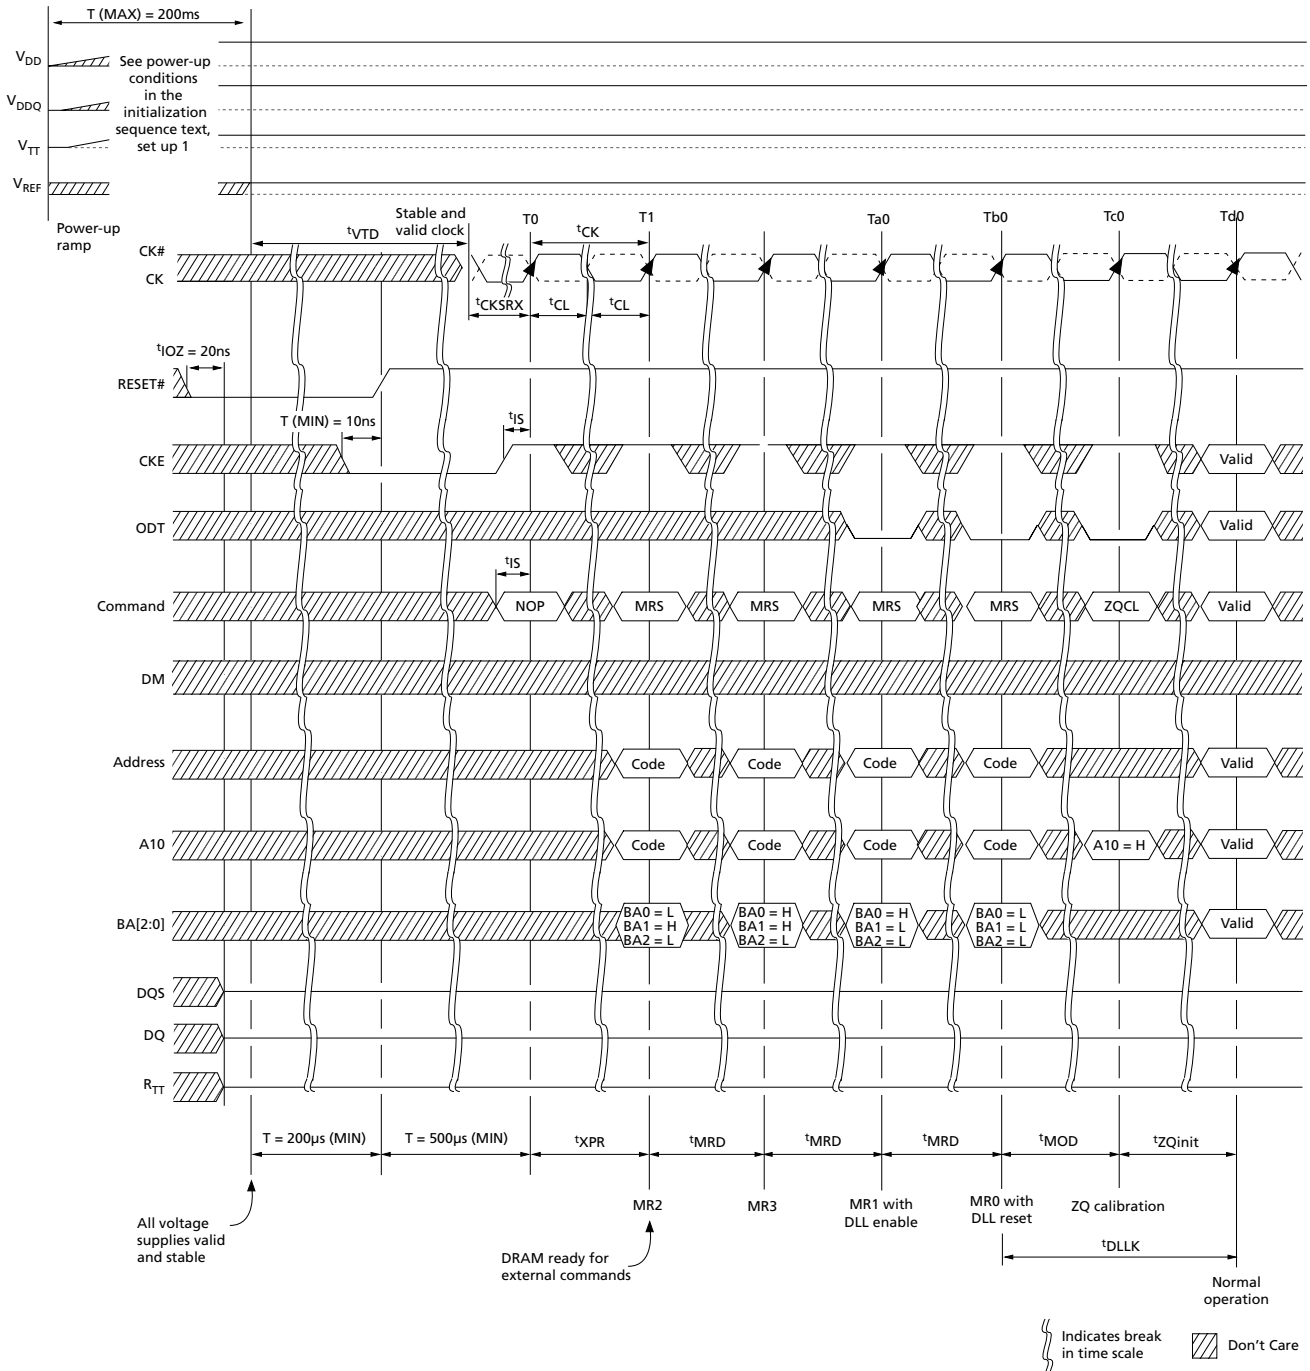 T (MAX) = 200ms
VDD
VDDQ
VTT
VREF
See power-up
conditions
in the
initialization
sequence text,
set up 1
Power-up
ramp
tVTD
Stable and
valid clock
T0
T1
Ta0
Tb0
Tc0
Td0
tCK
CK#
CK
tCKSRX
tCL
tCL
tIOZ = 20ns
RESET#
T (MIN) = 10ns
tIS
CKE
Valid
ODT
Valid
tIS
Command
NOP
MRS
MRS
MRS
MRS
ZQCL
Valid
DM
Address
Code
Code
Code
Code
Valid
A10
Code
Code
Code
Code
A10 = H
Valid
BA[2:0]
BA0 = L
BA1 = H
BA2 = L
BA0 = H
BA1 = H
BA2 = L
BA0 = H
BA1 = L
BA2 = L
BA0 = L
BA1 = L
BA2 = L
Valid
DQS
DQ
RTT
T = 200µs (MIN)
T = 500µs (MIN)
tXPR
tMRD
tMRD
tMRD
tMOD
tZQinit
MR2
MR3
MR1 with
DLL enable
MR0 with
DLL reset
ZQ calibration
All voltage
supplies valid
and stable
DRAM ready for
external commands
tDLLK
Normal
operation
Indicates break
in time scale
Don't Care